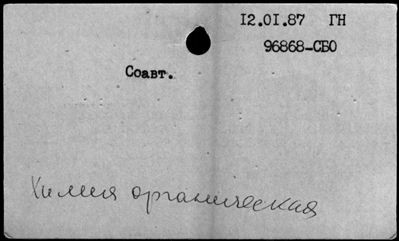 12.01.87 ГН
96868-СБО
Соавт.
Химия органическая